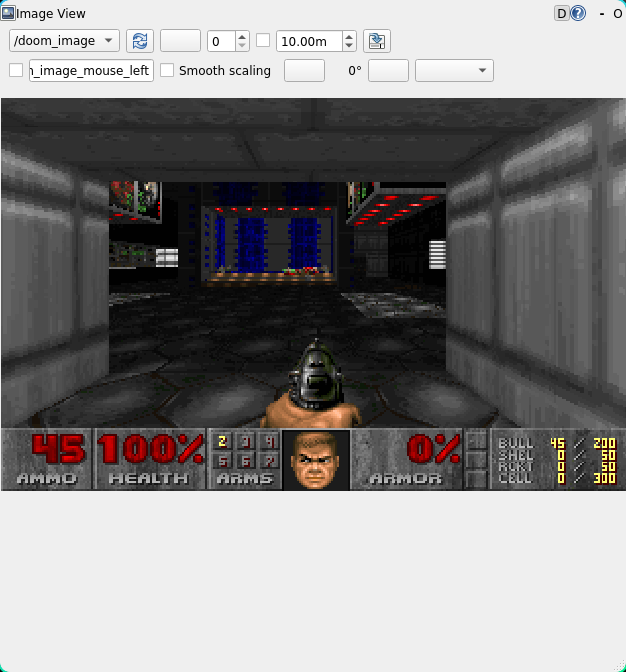 Image View
D ? - O
/doom_image 0 10.00m
n_image_mouse_left Smooth scaling 0°
45 100% 2 3 4 0% BULL 45 / 200
5 6 7 SHEL 0 / 50
RCKT 0 / 50
AMMO HEALTH ARMS ARMOR CELL 0 / 300